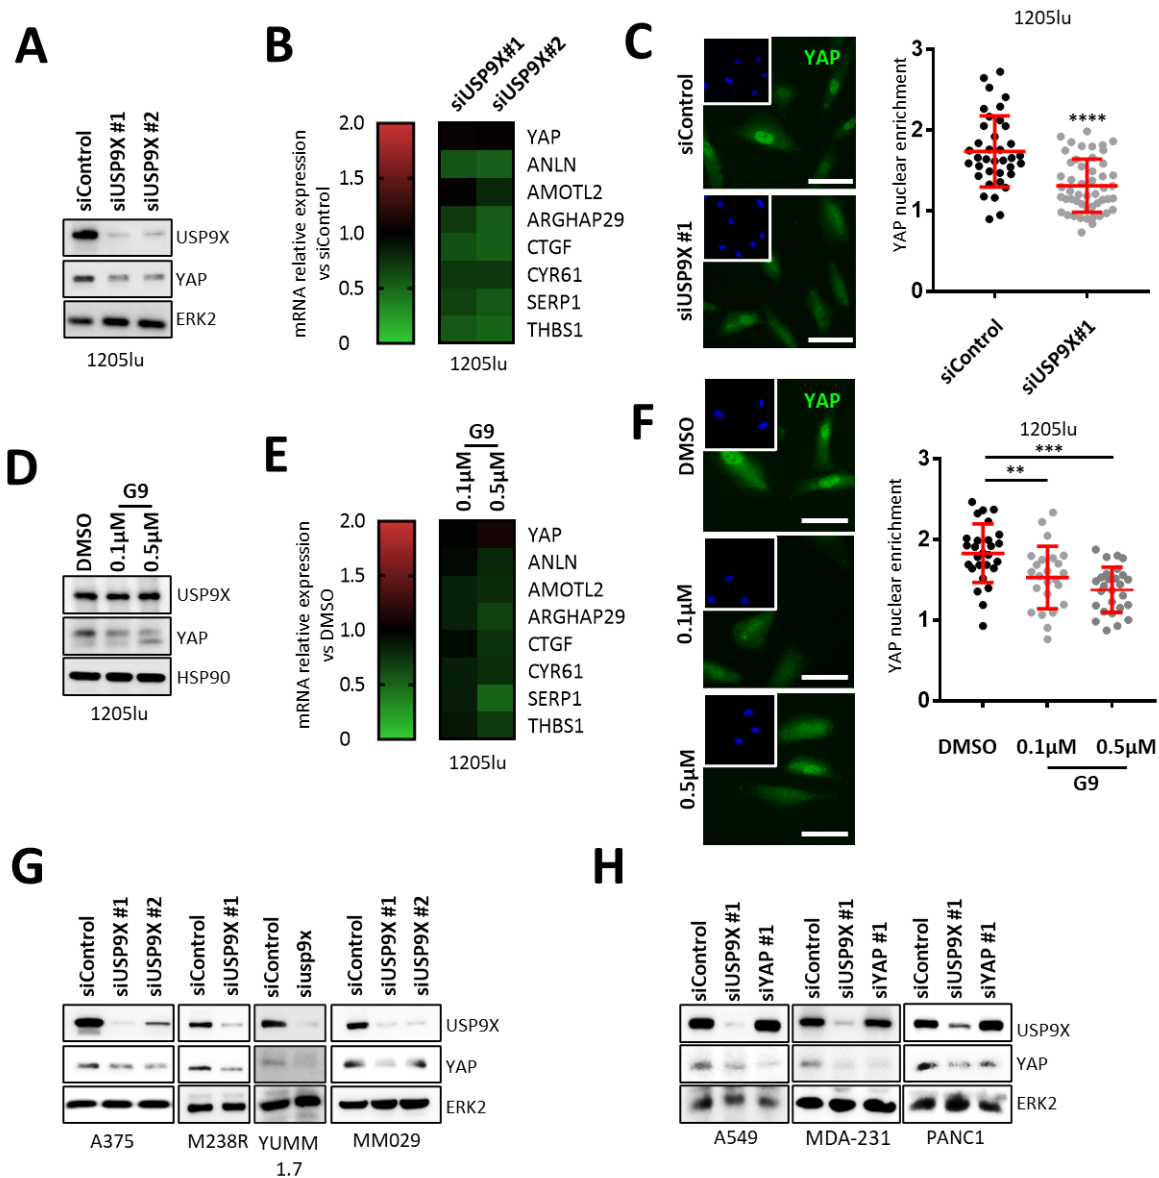 A
siControl
siUSP9X #1
siUSP9X #2
USP9X
YAP
ERK2
1205lu
B
siUSP9X#1
siUSP9X#2
mRNA relative expression
vs siControl
2.0
1.5
1.0
0.5
0
YAP
ANLN
AMOTL2
ARGHAP29
CTGF
CYR61
SERP1
THBS1
1205lu
C
siControl
YAP
siUSP9X #1
1205lu
YAP nuclear enrichment
3
2
1
0
****
siControl
siUSP9X#1
D
G9
DMSO
0.1µM
0.5µM
USP9X
YAP
HSP90
1205lu
E
G9
0.1µM
0.5µM
mRNA relative expression
vs DMSO
2.0
1.5
1.0
0.5
0
YAP
ANLN
AMOTL2
ARGHAP29
CTGF
CYR61
SERP1
THBS1
1205lu
F
DMSO
YAP
0.1µM
0.5µM
1205lu
YAP nuclear enrichment
3
2
1
0
***
**
DMSO 0.1µM 0.5µM
G9
G
siControl
siUSP9X #1
siUSP9X #2
siControl
siUSP9X #1
siControl
siusp9x
siControl
siUSP9X #1
siUSP9X #2
USP9X
YAP
ERK2
A375
M238R
YUMM
1.7
MM029
H
siControl
siUSP9X #1
siYAP #1
siControl
siUSP9X #1
siYAP #1
siControl
siUSP9X #1
siYAP #1
USP9X
YAP
ERK2
A549
MDA-231
PANC1